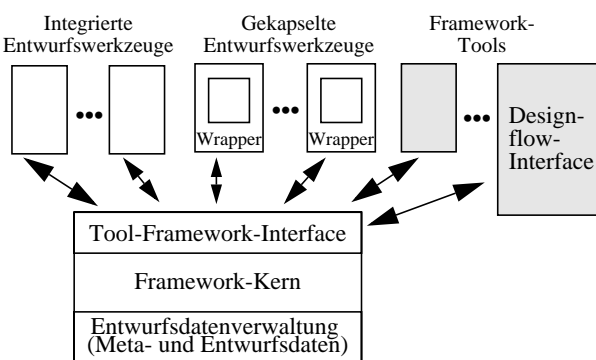 Integrierte
Entwurfswerkzeuge
Gekapselte
Entwurfswerkzeuge
Framework-
Tools
•••
Wrapper
•••
Wrapper
•••
Design-
flow-
Interface
Tool-Framework-Interface
Framework-Kern
Entwurfsdatenverwaltung
(Meta- und Entwurfsdaten)